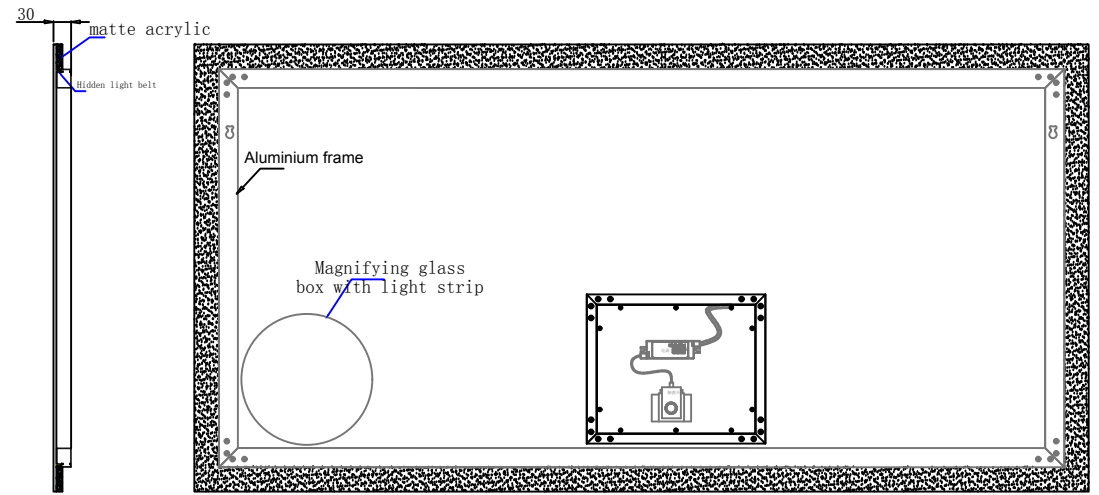 30
matte acrylic
Hidden light belt
Aluminium frame
Magnifying glass
box with light strip